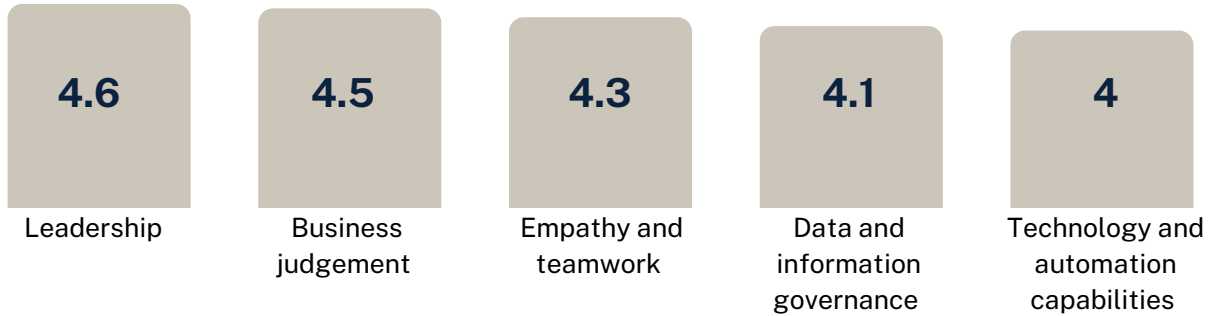 4.6
4.5
4.3
4.1
4
Leadership
Business
judgement
Empathy and
teamwork
Data and
information
governance
Technology and
automation
capabilities